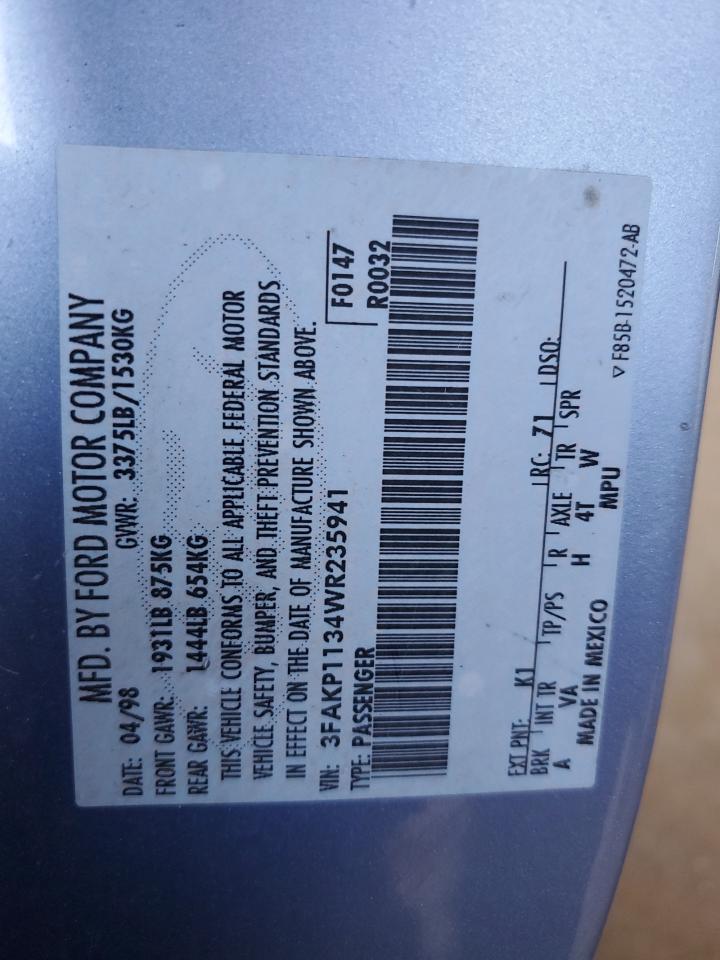 MFD. BY FORD MOTOR COMPANY
DATE: 04/98 GVWR: 3375LB/1530KG
FRONT GAWR: 1931LB 875KG
REAR GAWR: 1444LB 654KG
THIS VEHICLE CONFORMS TO ALL APPLICABLE FEDERAL MOTOR
VEHICLE SAFETY, BUMPER, AND THEFT PREVENTION STANDARDS
IN EFFECT ON THE DATE OF MANUFACTURE SHOWN ABOVE.
VIN: 3FAKP1134WR235941 F0147
TYPE: PASSENGER R0032
EXT PNT: K1 RC: 71 DSO:
BRK INT TR TP/PS R AXLE TR SPR
A VA H 4T W
MADE IN MEXICO MPU
▽ F85B-1520472-AB